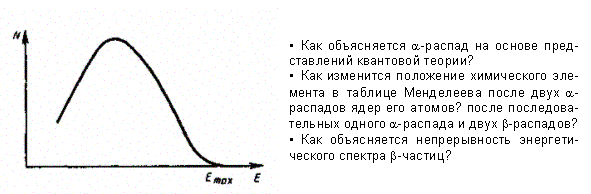 N
E max E
▪ Как объясняется α-распад на основе пред-
ставлений квантовой теории?
▪ Как изменится положение химического эле-
мента в таблице Менделеева после двух α-
распадов ядер его атомов? после последова-
тельных одного α-распада и двух β-распадов?
▪ Как объясняется непрерывность энергети-
ческого спектра β-частиц?